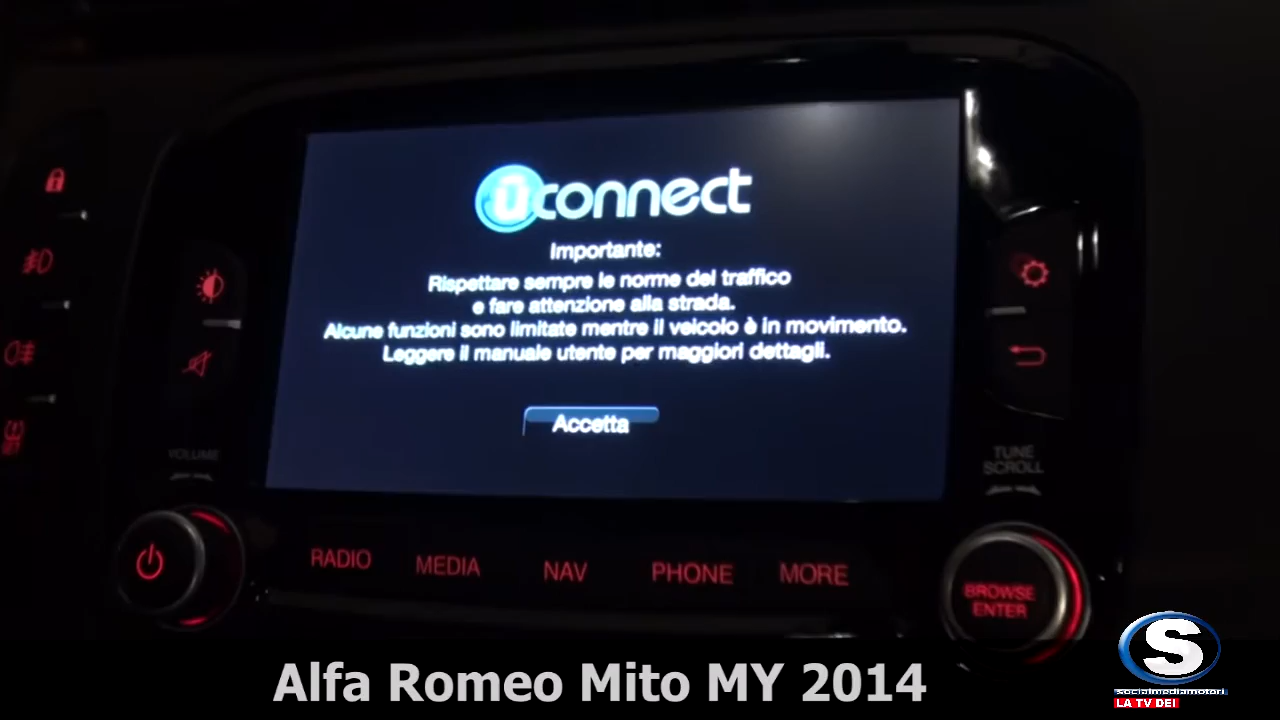 ūconnect
Importante:
Rispettare sempre le norme del traffico
e fare attenzione alla strada.
Alcune funzioni sono limitate mentre il veicolo è in movimento.
Leggere il manuale utente per maggiori dettagli.
Accetta
VOLUME
TUNE
SCROLL
RADIO
MEDIA
NAV
PHONE
MORE
BROWSE
ENTER
Alfa Romeo Mito MY 2014
S
socialmediamotori
LA TV DEI